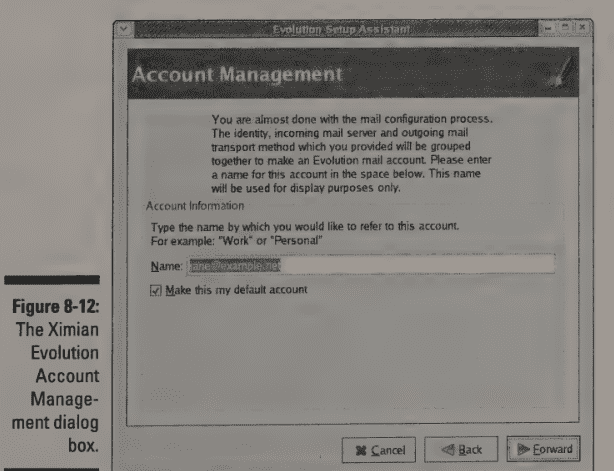 Evolution Setup Assistant
Account Management
You are almost done with the mail configuration process.
The identity, incoming mail server and outgoing mail
transport method which you provided will be grouped
together to make an Evolution mail account. Please enter
a name for this account in the space below. This name
will be used for display purposes only.
Account Information
Type the name by which you would like to refer to this account.
For example: "Work" or "Personal"
Name: jane@example.net
Make this my default account
Cancel Back Forward
Figure 8-12:
The Ximian
Evolution
Account
Manage-
ment dialog
box.